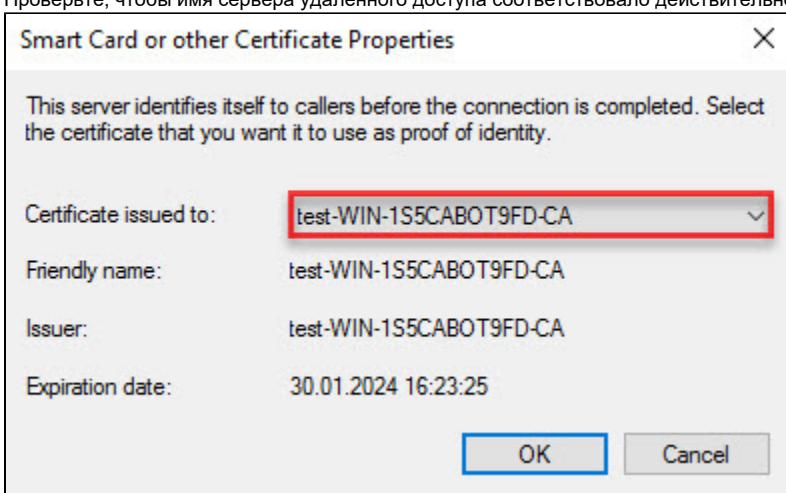 Проверьте, чтобы имя сервера удаленного доступа соответствовало действительно
Smart Card or other Certificate Properties
This server identifies itself to callers before the connection is completed. Select
the certificate that you want it to use as proof of identity.
Certificate issued to: test-WIN-1S5CABOT9FD-CA
Friendly name: test-WIN-1S5CABOT9FD-CA
Issuer: test-WIN-1S5CABOT9FD-CA
Expiration date: 30.01.2024 16:23:25
OK Cancel